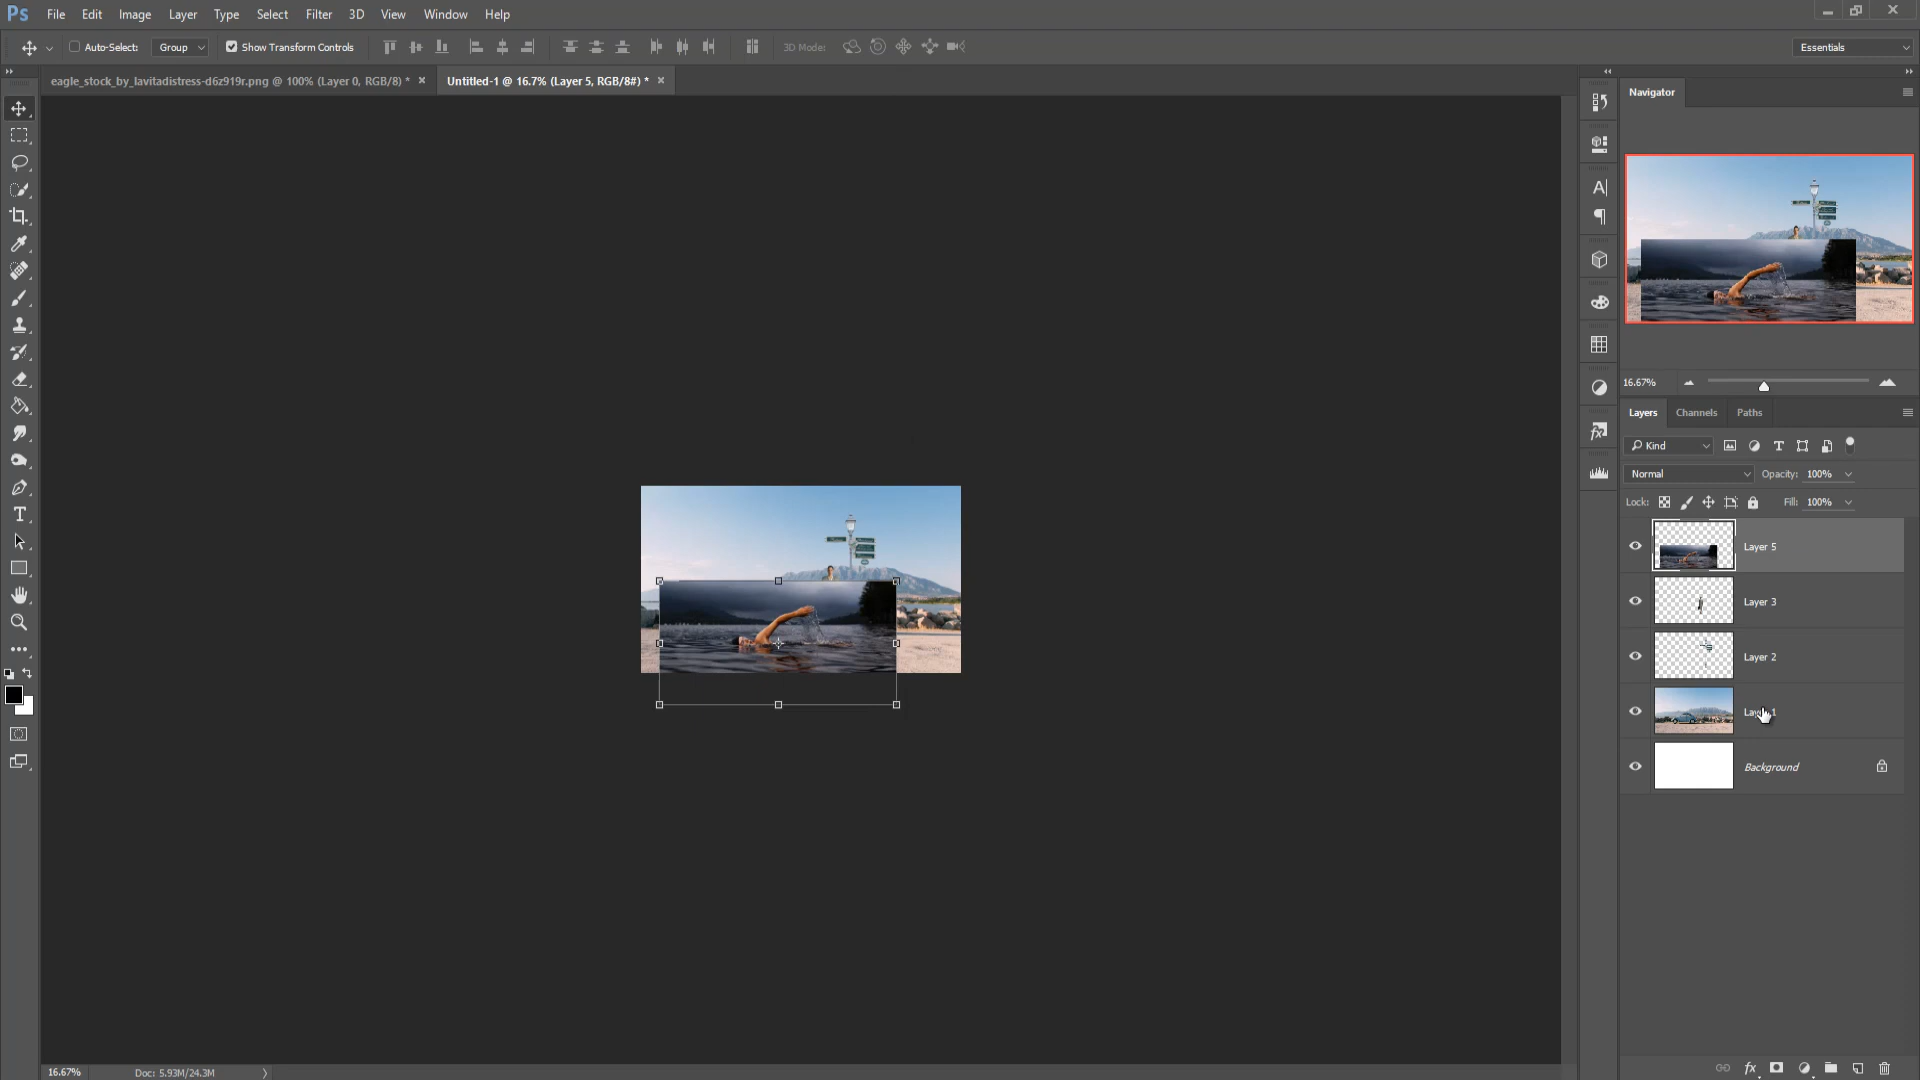 Ps File Edit Image Layer Type Select Filter 3D View Window Help
Auto-Select: Group Show Transform Controls 3D Mode: Essentials
eagle_stock_by_lavitadistress-d6z919r.png @ 100% (Layer 0, RGB/8) * Untitled-1 @ 16.7% (Layer 5, RGB/8#) *
Navigator
16.67%
Layers Channels Paths
Kind
Normal Opacity: 100%
Lock: Fill: 100%
Layer 5
Layer 3
Layer 2
Layer 1
Background
16.67% Doc: 5.93M/24.3M